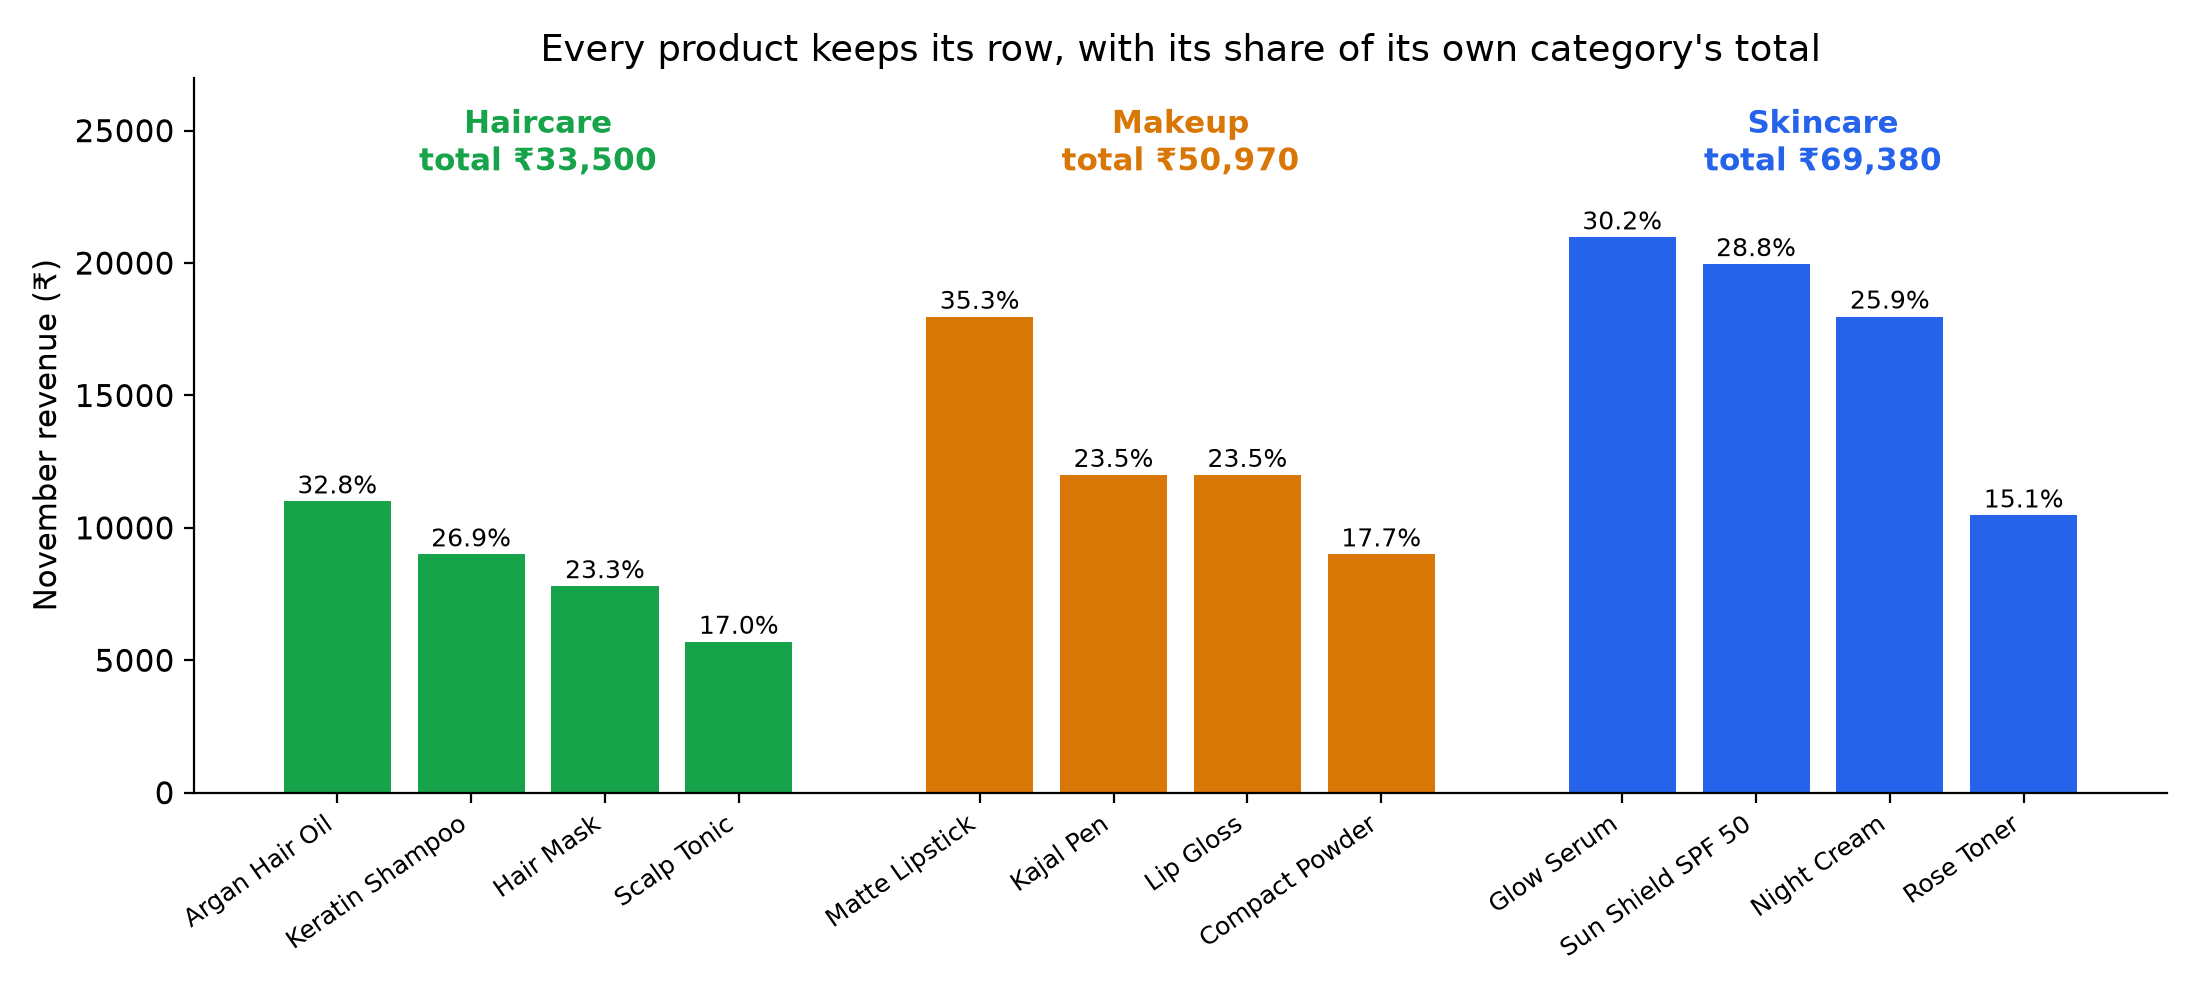 Every product keeps its row, with its share of its own category's total
Haircare
total ₹33,500
Makeup
total ₹50,970
Skincare
total ₹69,380
November revenue (₹)
25000
20000
15000
10000
5000
0
32.8%
26.9%
23.3%
17.0%
35.3%
23.5%
23.5%
17.7%
30.2%
28.8%
25.9%
15.1%
Argan Hair Oil
Keratin Shampoo
Hair Mask
Scalp Tonic
Matte Lipstick
Kajal Pen
Lip Gloss
Compact Powder
Glow Serum
Sun Shield SPF 50
Night Cream
Rose Toner